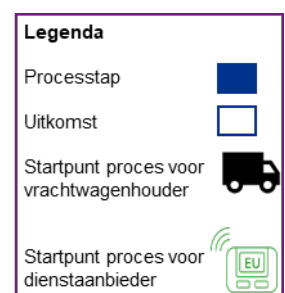 Legenda
Processtap
Uitkomst
Startpunt proces voor
vrachtwagenhouder
Startpunt proces voor
dienstaanbieder
EU